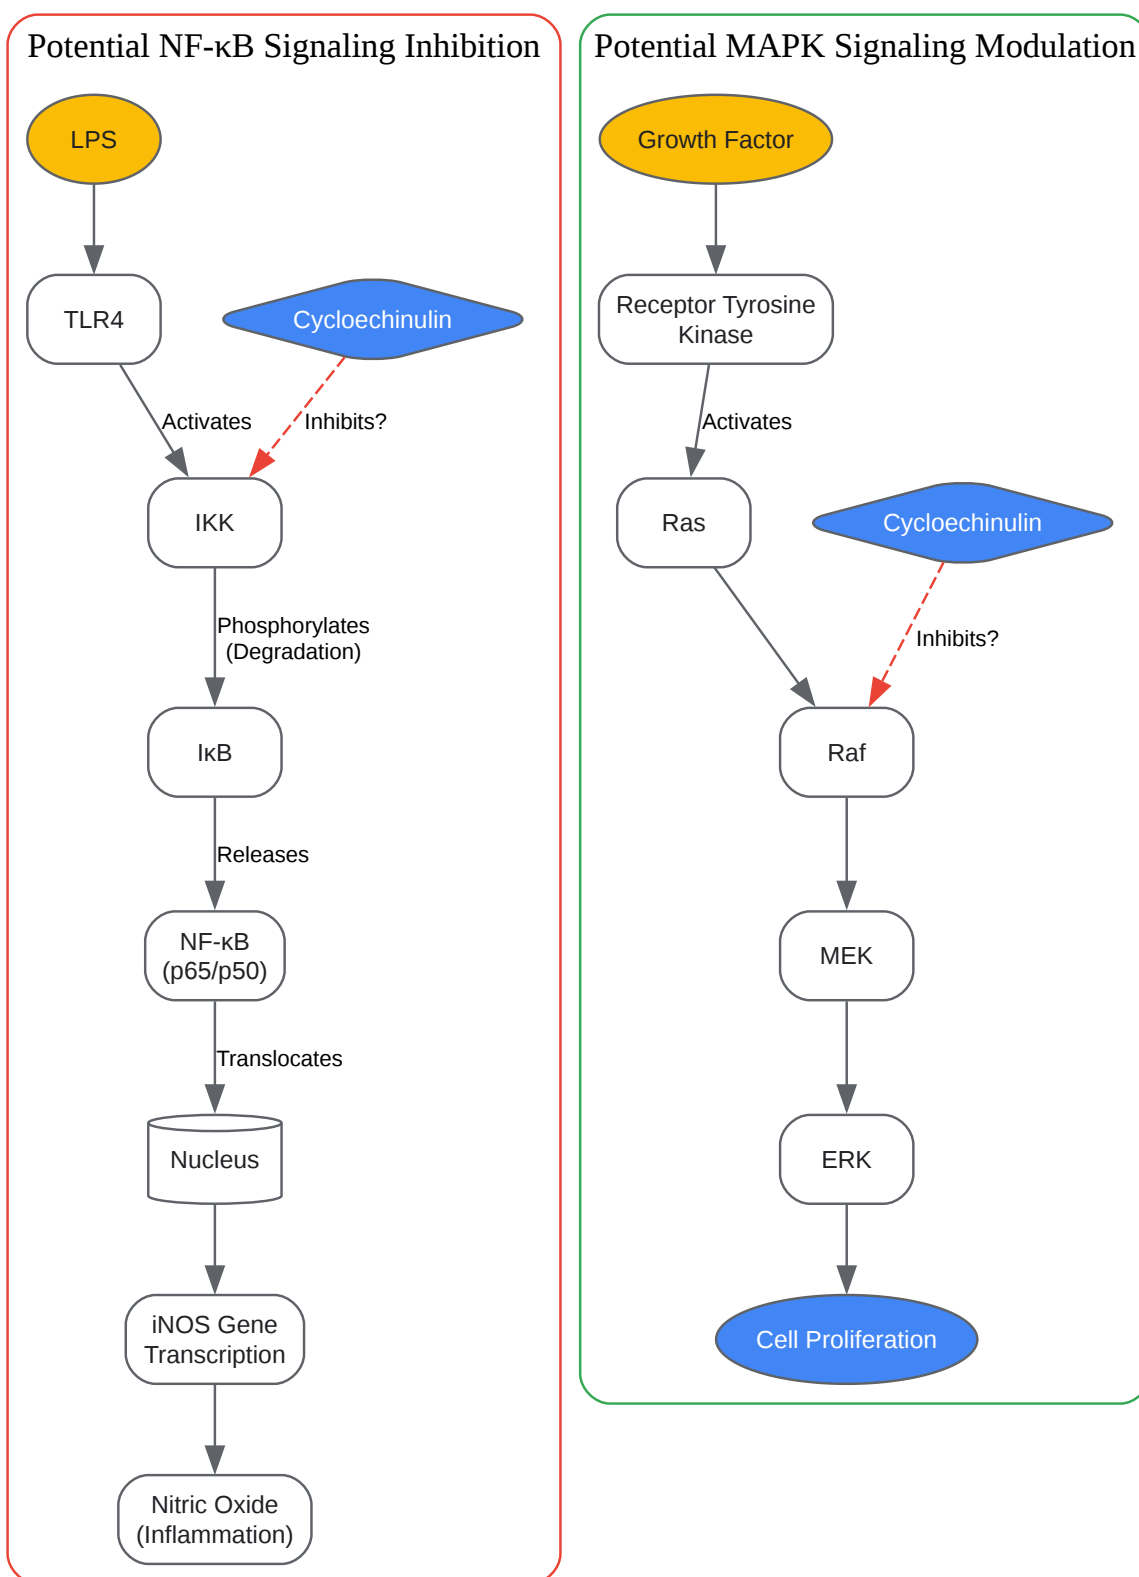 Potential NF-κB Signaling Inhibition
LPS
TLR4
Cycloechinulin
Activates
Inhibits?
IKK
Phosphorylates
(Degradation)
IκB
Releases
NF-κB
(p65/p50)
Translocates
Nucleus
iNOS Gene
Transcription
Nitric Oxide
(Inflammation)
Potential MAPK Signaling Modulation
Growth Factor
Receptor Tyrosine
Kinase
Activates
Ras
Cycloechinulin
Inhibits?
Raf
MEK
ERK
Cell Proliferation